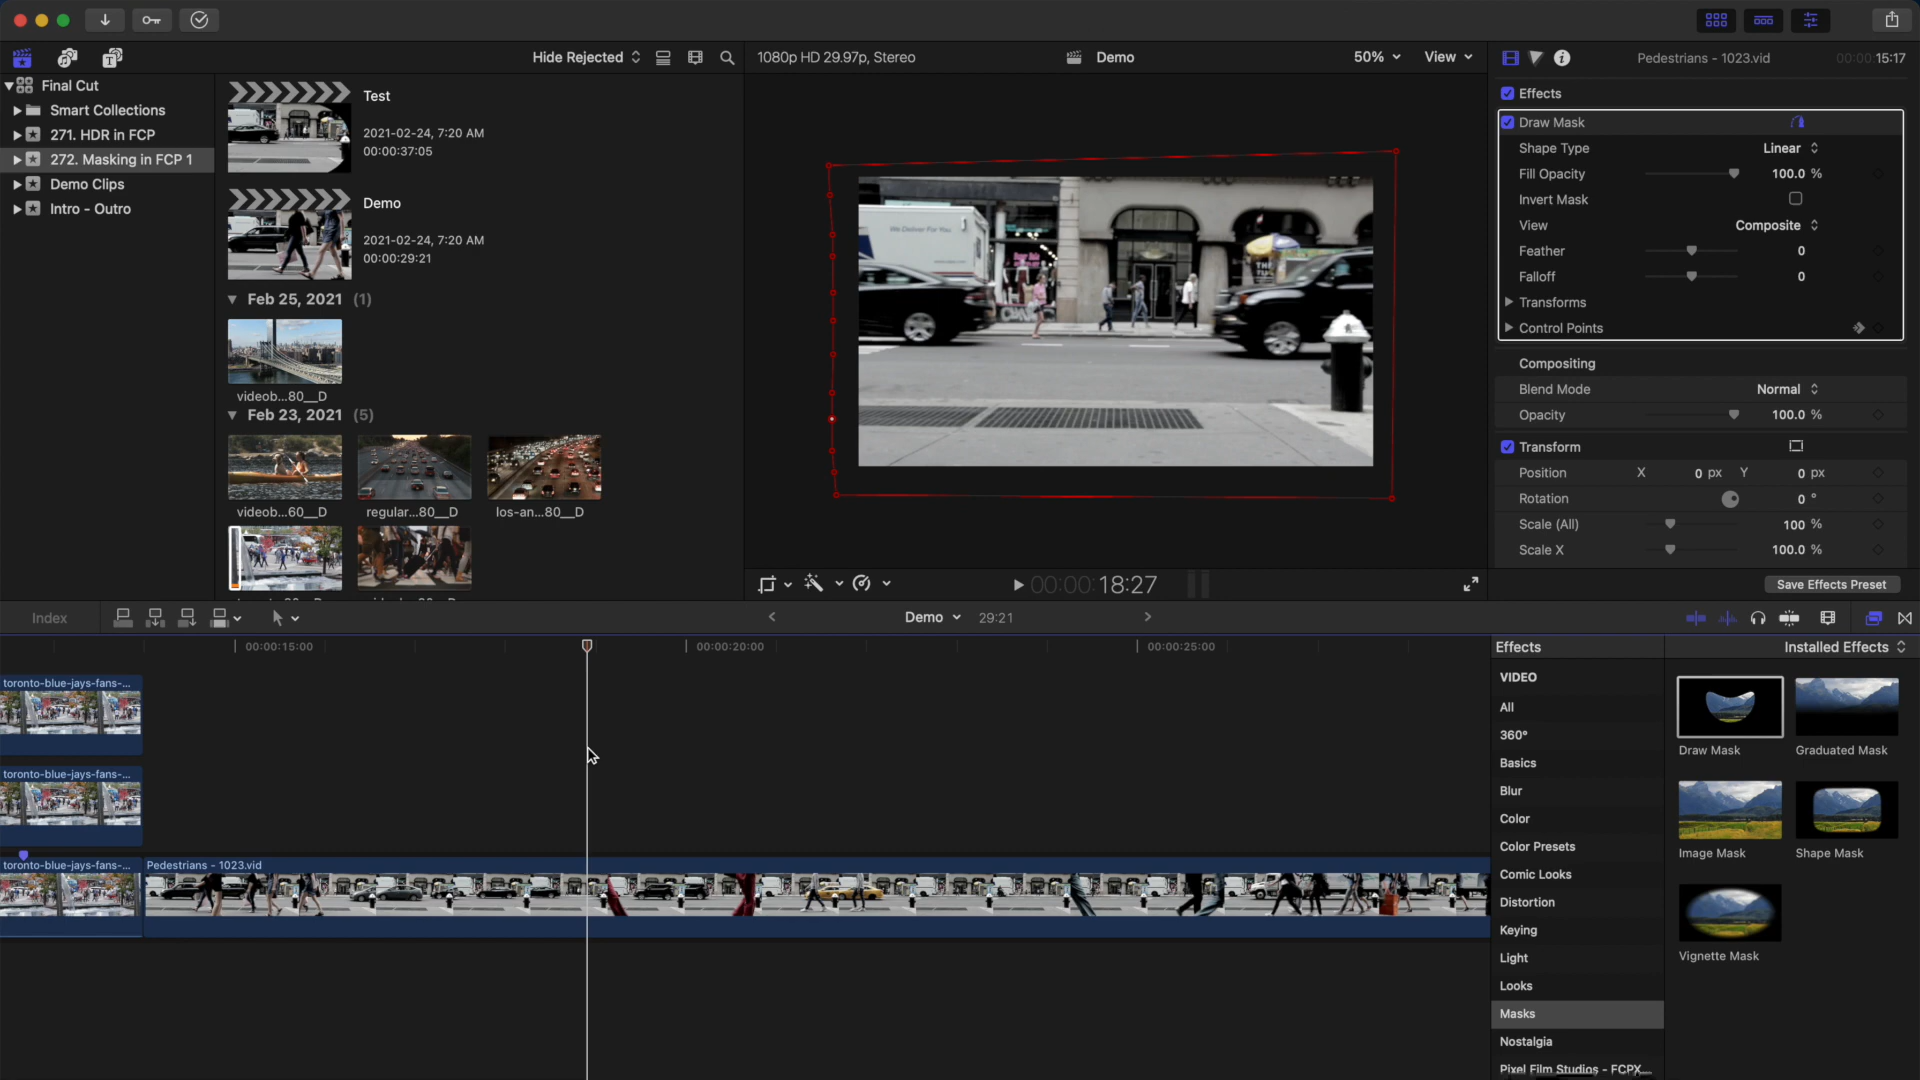 Hide Rejected
1080p HD 29.97p, Stereo
Demo
50%
View
Pedestrians - 1023.vid
00:00:15:17
Final Cut
Smart Collections
271. HDR in FCP
272. Masking in FCP 1
Demo Clips
Intro - Outro
Test
2021-02-24, 7:20 AM
00:00:37:05
Demo
2021-02-24, 7:20 AM
00:00:29:21
Feb 25, 2021 (1)
videob...80__D
Feb 23, 2021 (5)
videob...60__D
regular...80__D
los-an...80__D
We Deliver For You
Effects
Draw Mask
Shape Type
Linear
Fill Opacity
100.0 %
Invert Mask
View
Composite
Feather
0
Falloff
0
Transforms
Control Points
Compositing
Blend Mode
Normal
Opacity
100.0 %
Transform
Position
X
0 px
Y
0 px
Rotation
0 °
Scale (All)
100 %
Scale X
100.0 %
00:00:18:27
Save Effects Preset
Index
Demo
29:21
00:00:15:00
00:00:20:00
00:00:25:00
toronto-blue-jays-fans-...
toronto-blue-jays-fans-...
toronto-blue-jays-fans-...
Pedestrians - 1023.vid
Effects
Installed Effects
VIDEO
All
360°
Basics
Blur
Color
Color Presets
Comic Looks
Distortion
Keying
Light
Looks
Masks
Nostalgia
Pixel Film Studios - FCPX...
Draw Mask
Graduated Mask
Image Mask
Shape Mask
Vignette Mask